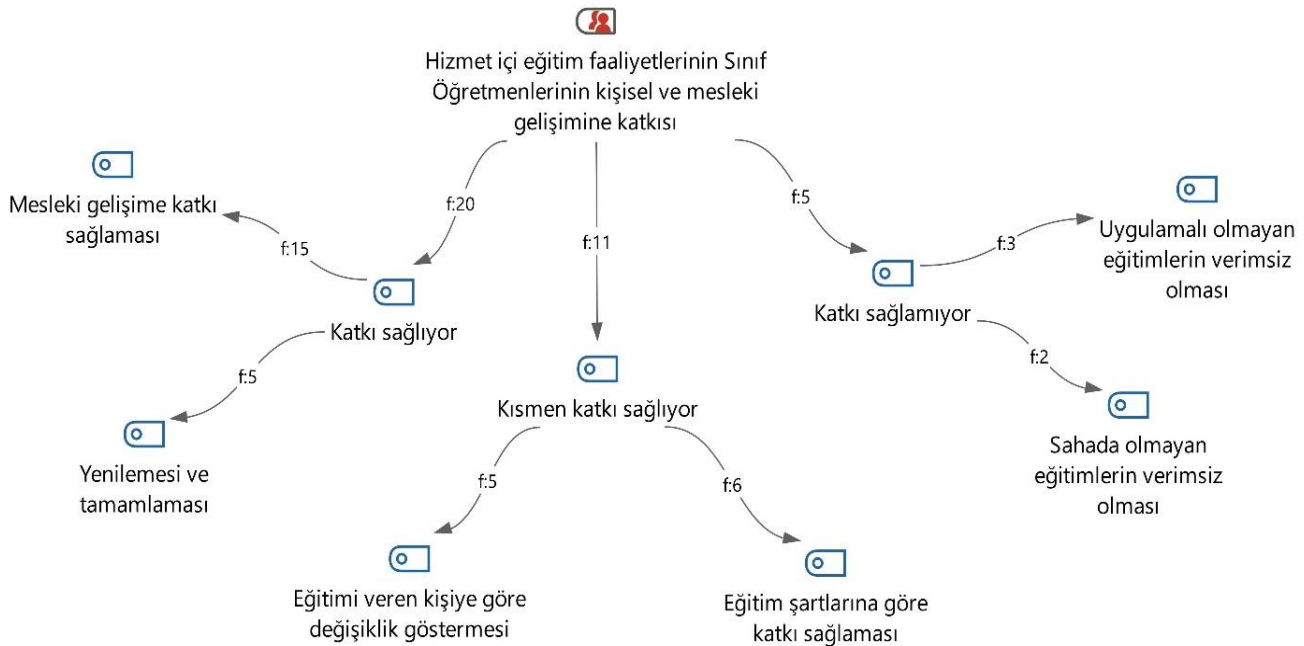 Hizmet içi eğitim faaliyetlerinin Sınıf
Öğretmenlerinin kişisel ve mesleki
gelişimine katkısı
f:20
f:11
f:5
Katkı sağlıyor
f:15
Mesleki gelişime katkı
sağlaması
f:5
Yenilemesi ve
tamamlaması
Kısmen katkı sağlıyor
f:5
Eğitimi veren kişiye göre
değişiklik göstermesi
f:6
Eğitim şartlarına göre
katkı sağlaması
Katkı sağlamıyor
f:3
Uygulamalı olmayan
eğitimlerin verimsiz
olması
f:2
Sahada olmayan
eğitimlerin verimsiz
olması